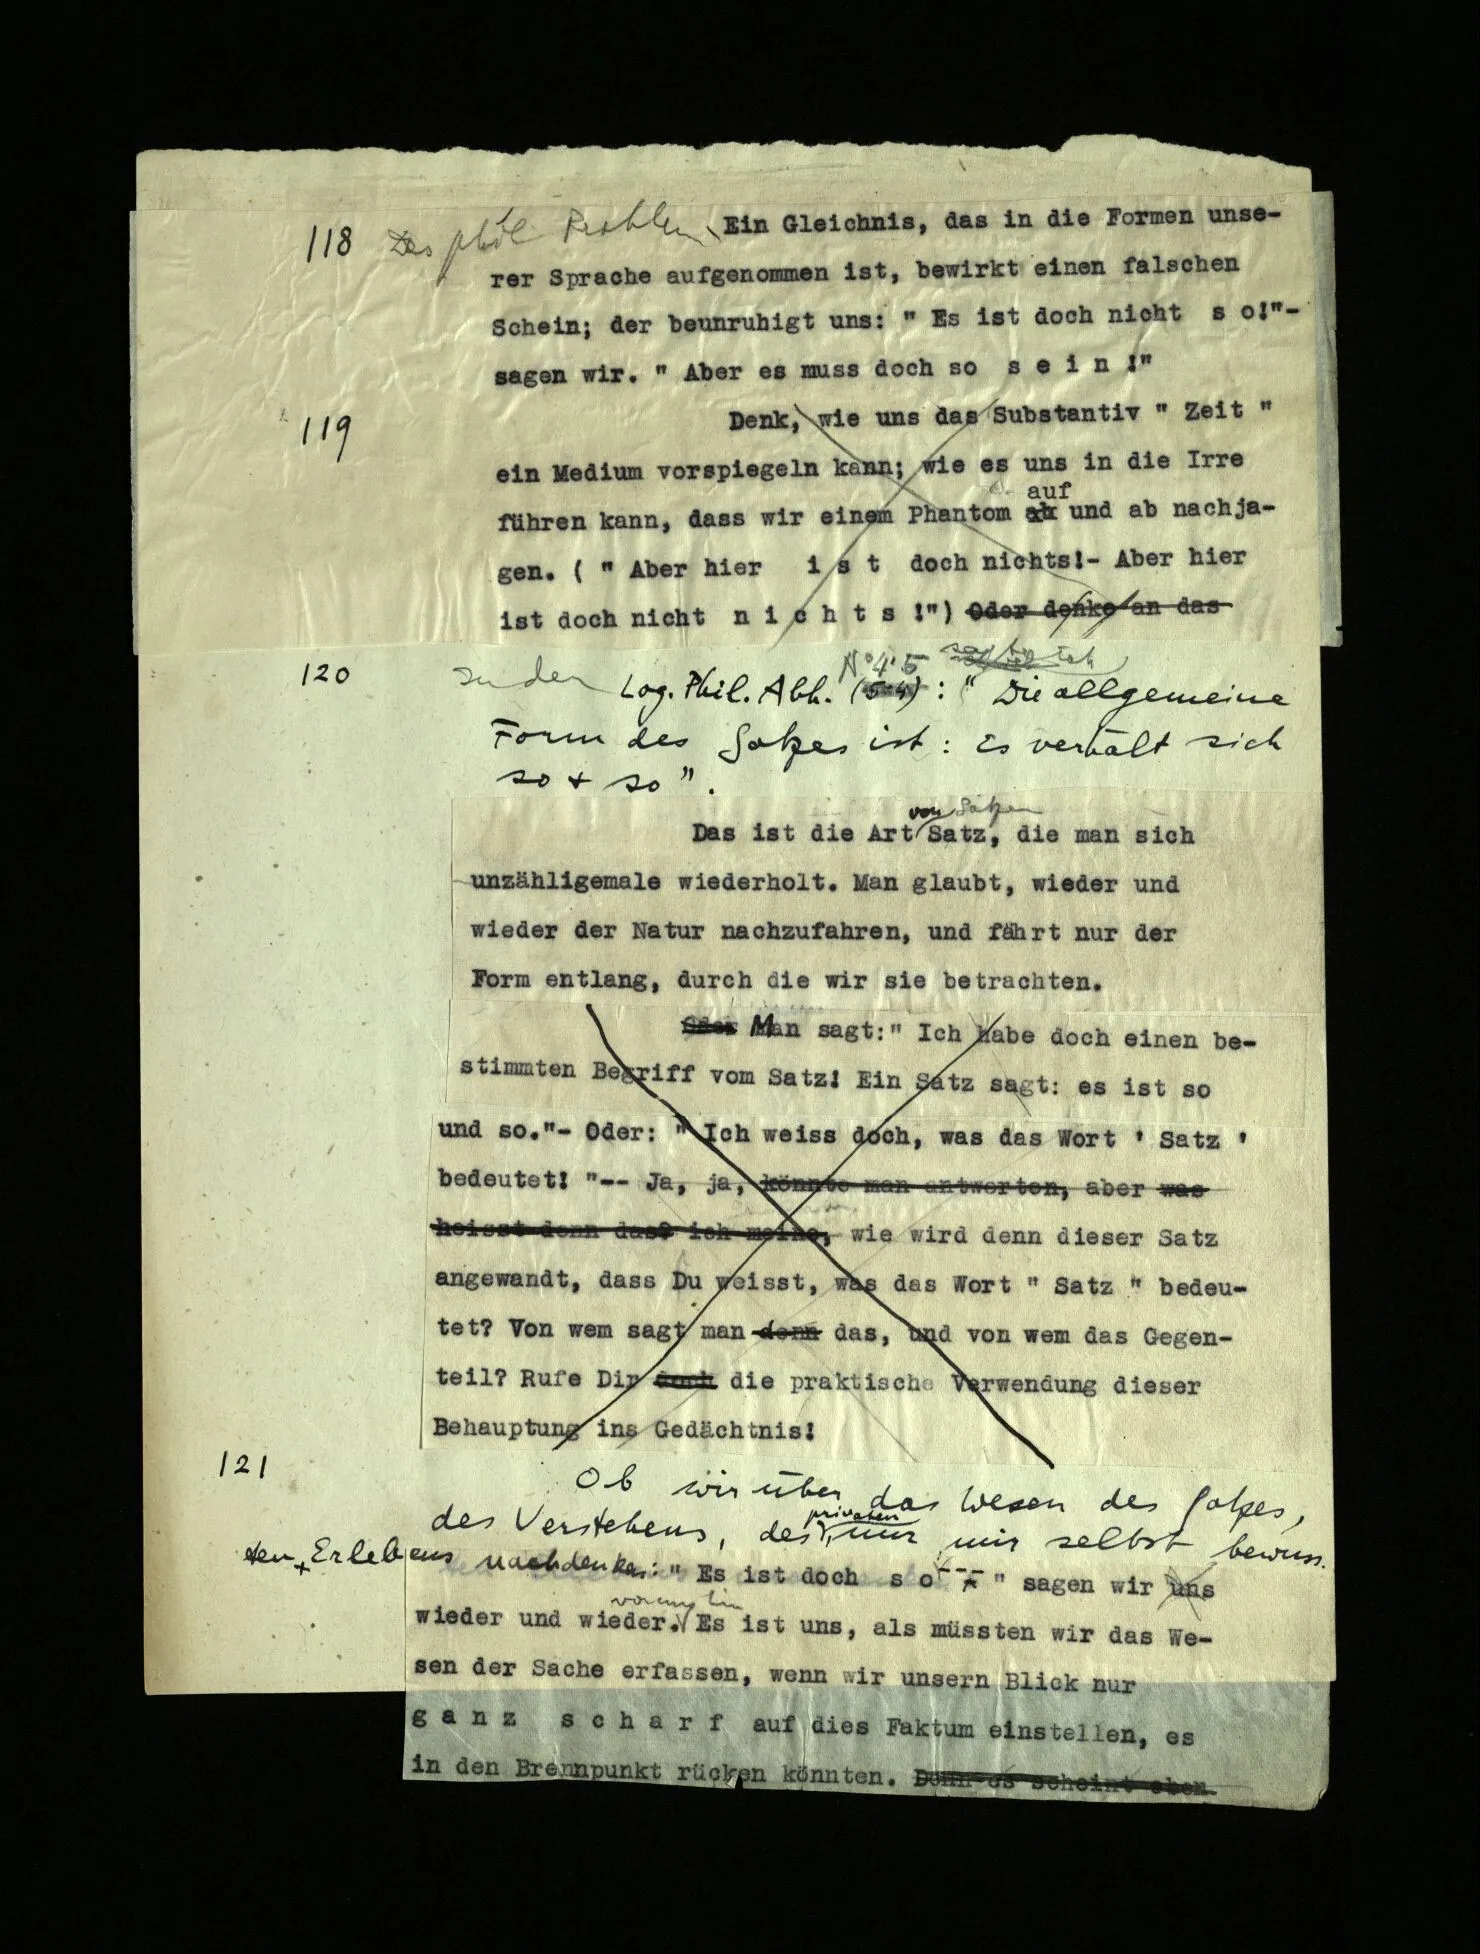 118 Das phil. Problem Ein Gleichnis, das in die Formen unse-
rer Sprache aufgenommen ist, bewirkt einen falschen
Schein; der beunruhigt uns: " Es ist doch nicht s o!"-
sagen wir. " Aber es muss doch so s e i n !"
119 Denk, wie uns das Substantiv " Zeit "
ein Medium vorspiegeln kann; wie es uns in die Irre
auf
führen kann, dass wir einem Phantom ab und ab nachja-
gen. ( " Aber hier i s t doch nichts!- Aber hier
ist doch nicht n i c h t s !") Oder denke an das
No 4.5
120 In der Log. Phil. Abh. (5.4) : " Die allgemeine
Form des Satzes ist : Es verhält sich
so + so ".
von Sätzen
Das ist die Art Satz, die man sich
unzähligemale wiederholt. Man glaubt, wieder und
wieder der Natur nachzufahren, und fährt nur der
Form entlang, durch die wir sie betrachten.
Oder Man sagt:" Ich habe doch einen be-
stimmten Begriff vom Satz! Ein Satz sagt: es ist so
und so."- Oder: " Ich weiss doch, was das Wort ' Satz '
bedeutet! "-- Ja, ja, könnte man antworten, aber was
heisst denn das? ich meine, wie wird denn dieser Satz
angewandt, dass Du weisst, was das Wort " Satz " bedeu-
tet? Von wem sagt man denn das, und von wem das Gegen-
teil? Rufe Dir doch die praktische Verwendung dieser
Behauptung ins Gedächtnis!
121 Ob wir über das Wesen des Satzes,
privaten
des Verstehens, des, nur mir selbst bewuss.
ten + Erlebens nachdenken: " Es ist doch s o --- " sagen wir uns
wieder und wieder. Es ist uns, als müssten wir das We-
sen der Sache erfassen, wenn wir unsern Blick nur
g a n z s c h a r f auf dies Faktum einstellen, es
in den Brennpunkt rücken könnten. Denn es scheint eben